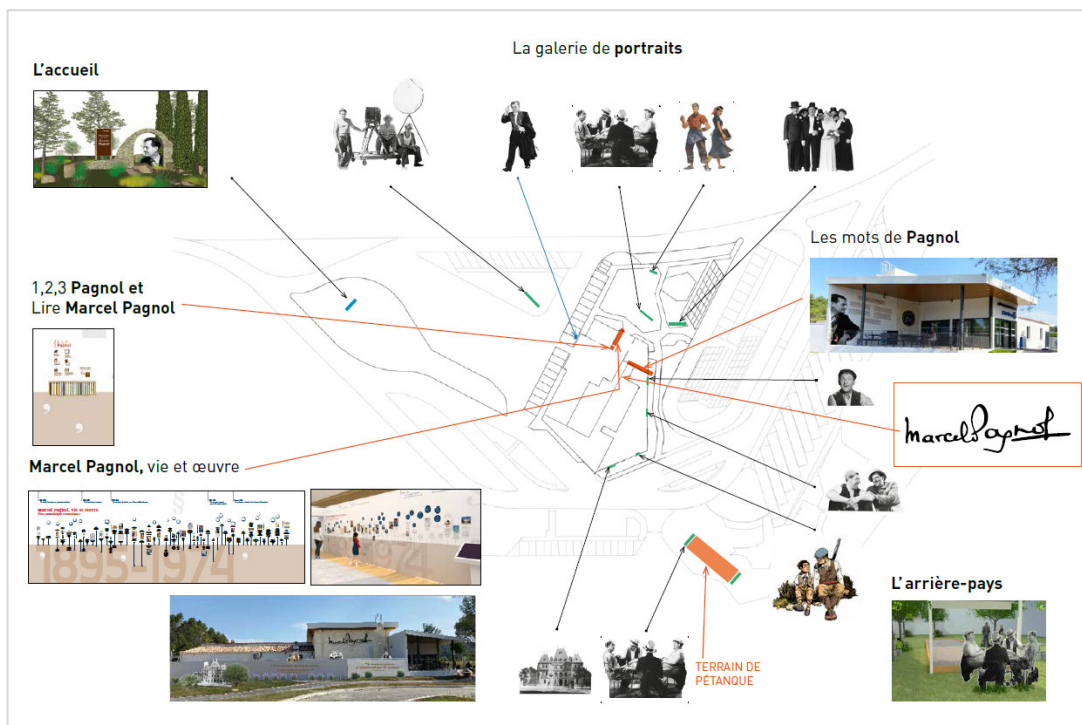 La galerie de portraits
L'accueil
Les mots de Pagnol
1,2,3 Pagnol et
Lire Marcel Pagnol
Marcel Pagnol
Marcel Pagnol, vie et œuvre
marcel pagnol, vie et œuvre
1895-1974
L'arrière-pays
TERRAIN DE
PÉTANQUE